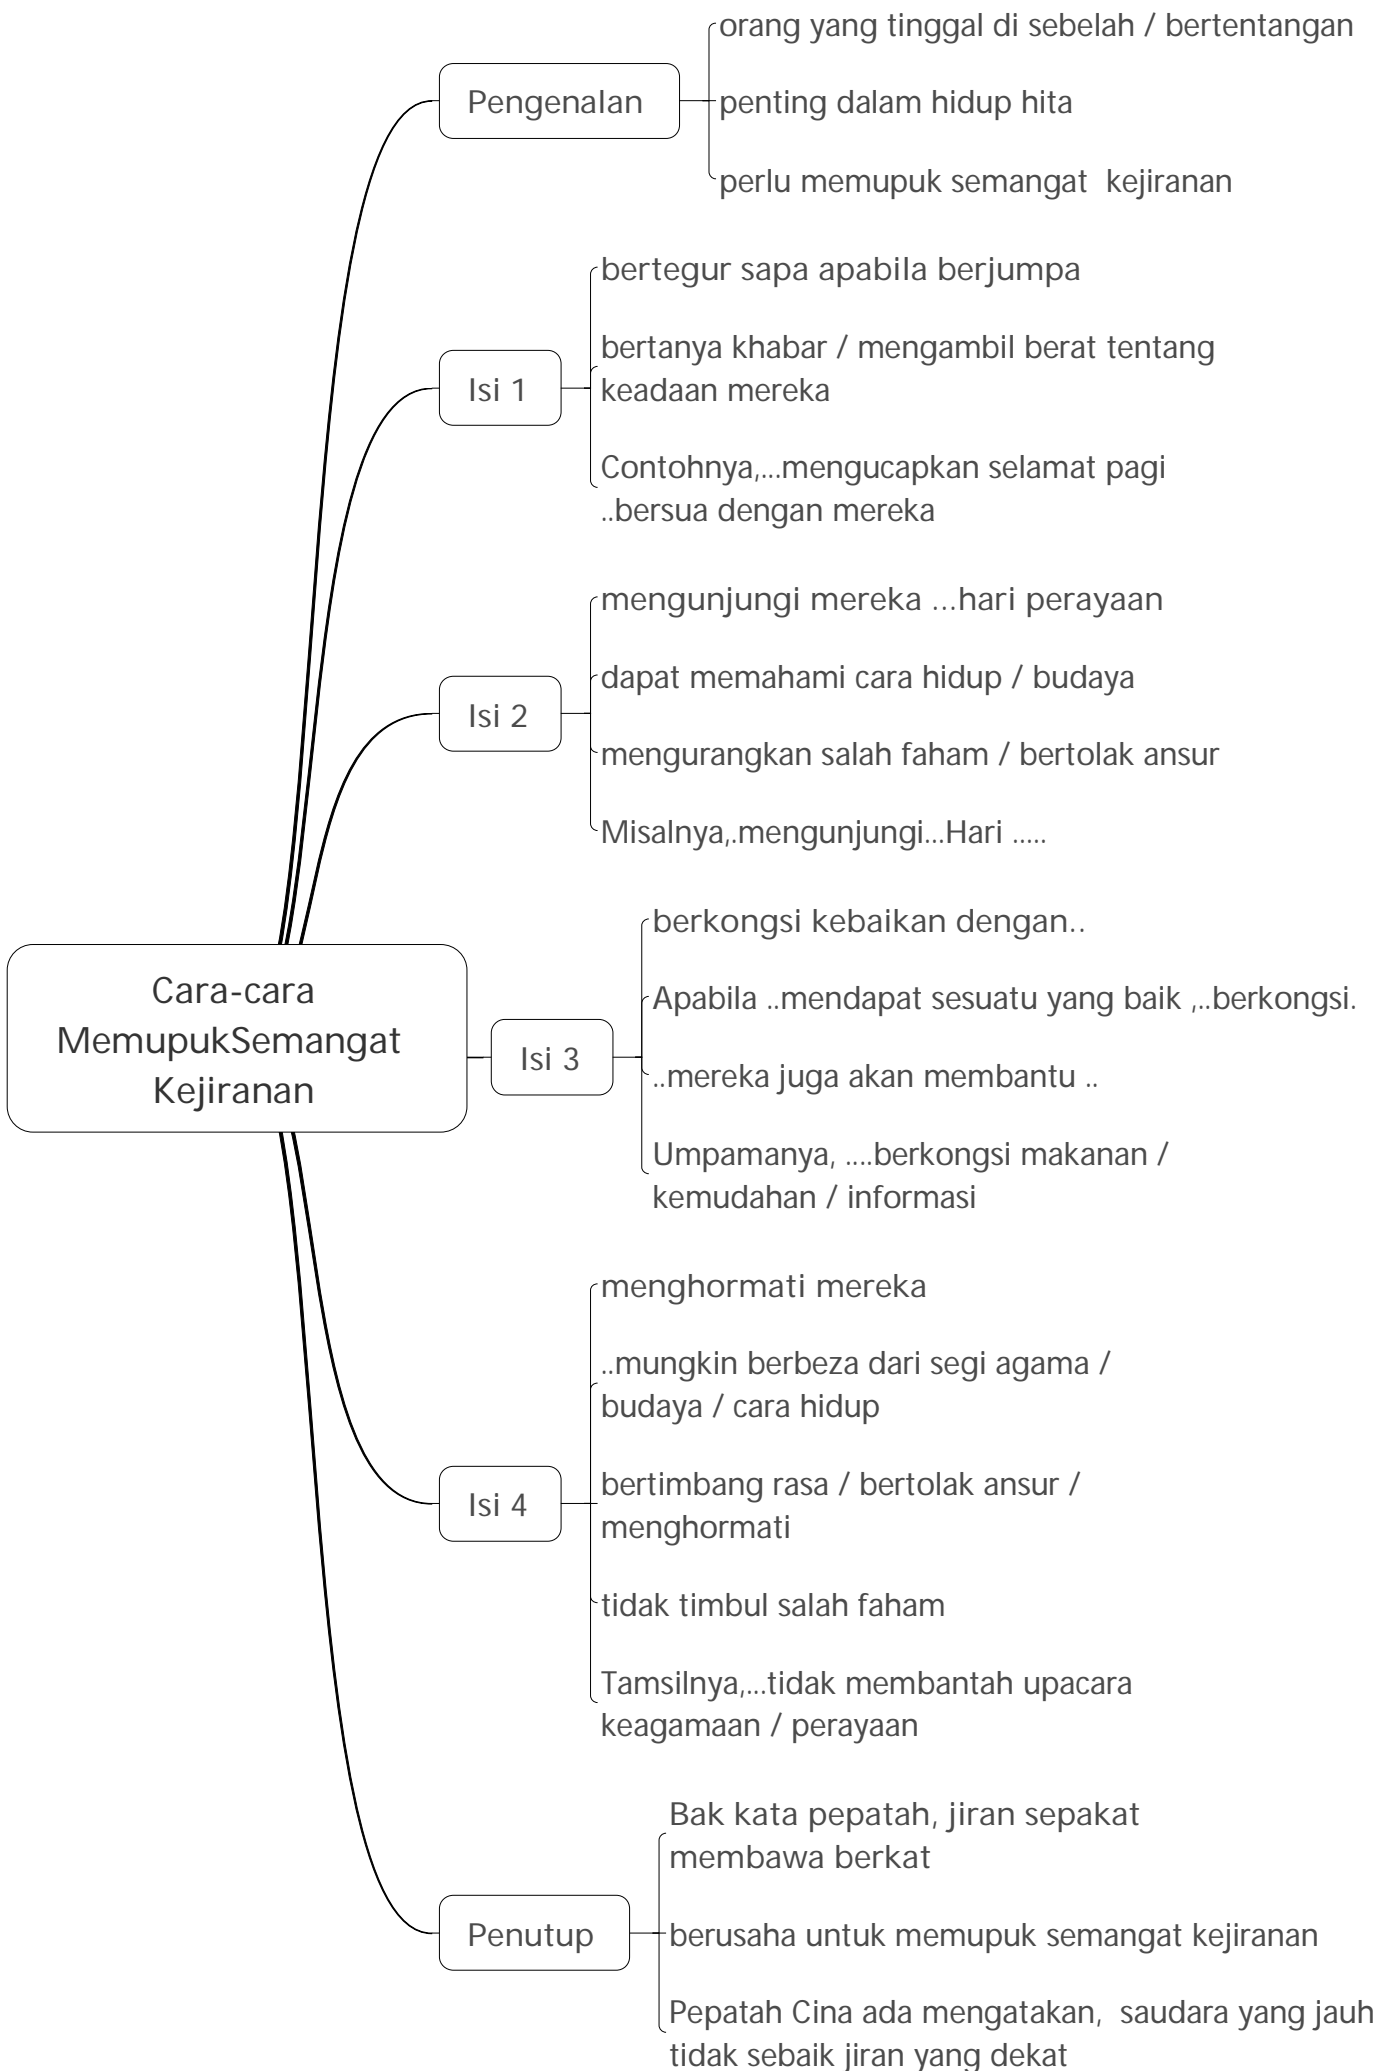 Cara-cara
MemupukSemangat
Kejiranan
Pengenalan
orang yang tinggal di sebelah / bertentangan
penting dalam hidup hita
perlu memupuk semangat  kejiranan
Isi 1
bertegur sapa apabila berjumpa
bertanya khabar / mengambil berat tentang
keadaan mereka
Contohnya,...mengucapkan selamat pagi
..bersua dengan mereka
Isi 2
mengunjungi mereka ...hari perayaan
dapat memahami cara hidup / budaya
mengurangkan salah faham / bertolak ansur
Misalnya,.mengunjungi...Hari .....
Isi 3
berkongsi kebaikan dengan..
Apabila ..mendapat sesuatu yang baik ,..berkongsi.
..mereka juga akan membantu ..
Umpamanya, ....berkongsi makanan /
kemudahan / informasi
Isi 4
menghormati mereka
..mungkin berbeza dari segi agama /
budaya / cara hidup
bertimbang rasa / bertolak ansur /
menghormati
tidak timbul salah faham
Tamsilnya,...tidak membantah upacara
keagamaan / perayaan
Penutup
Bak kata pepatah, jiran sepakat
membawa berkat
berusaha untuk memupuk semangat kejiranan
Pepatah Cina ada mengatakan,  saudara yang jauh
tidak sebaik jiran yang dekat